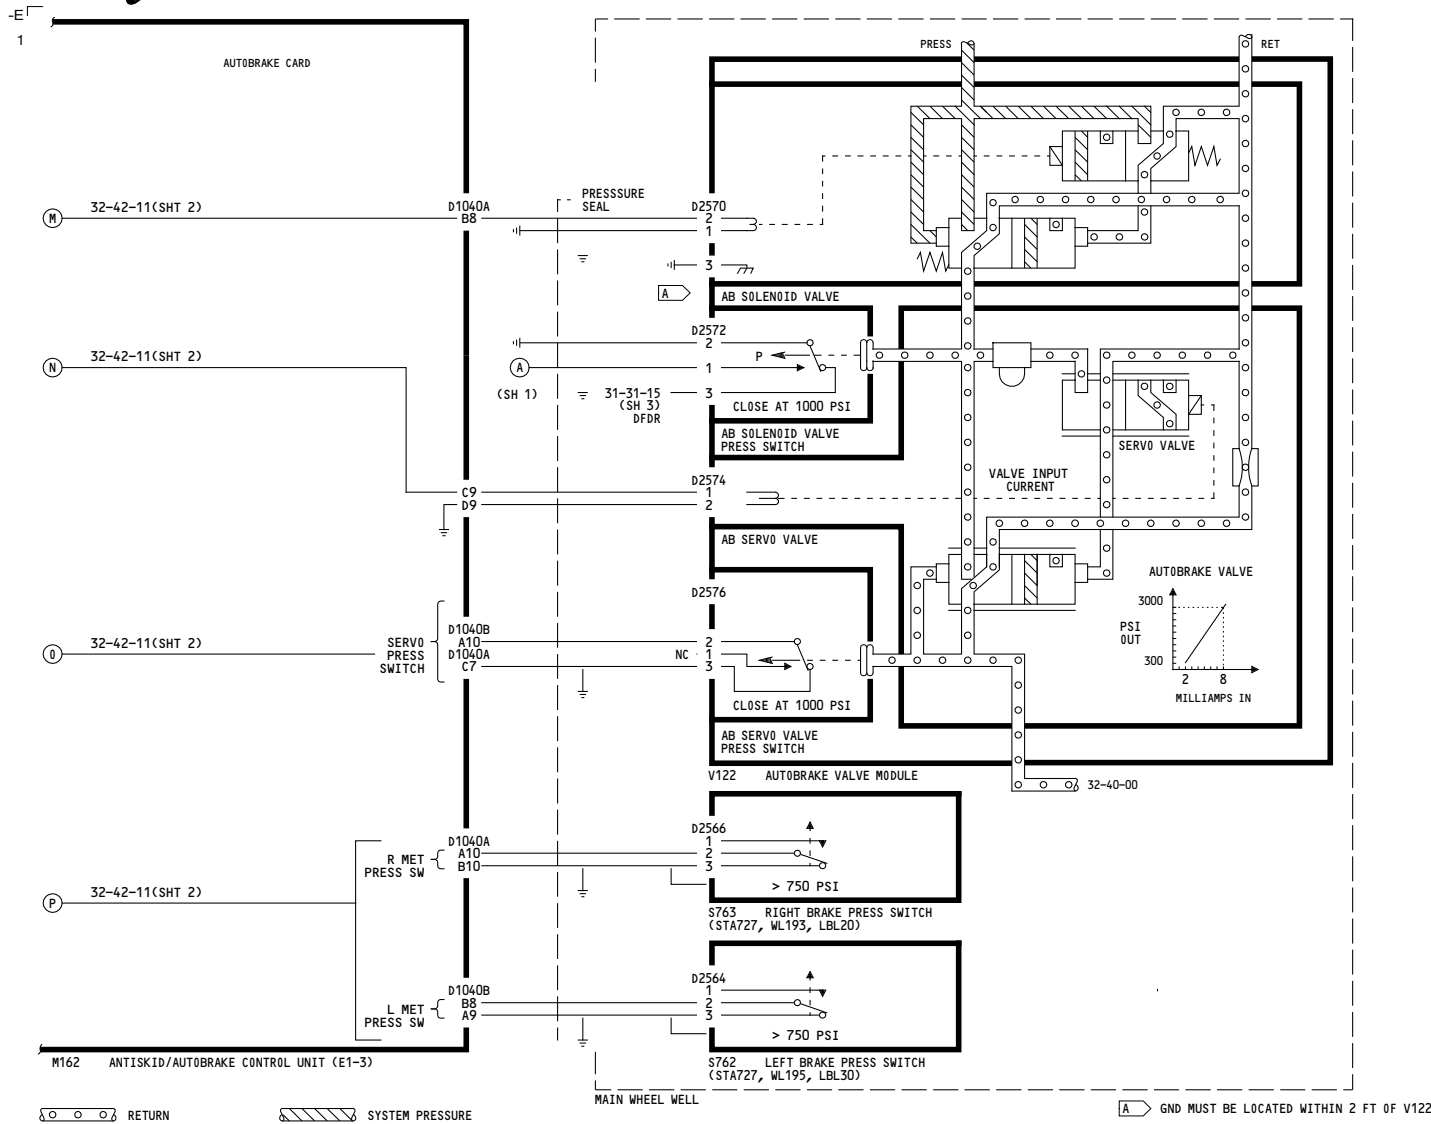 -E
1
AUTOBRAKE CARD
PRESS
RET
PRESSSURE
SEAL
M
32-42-11(SHT 2)
D1040A
B8
D2570
2
1
3
A
AB SOLENOID VALVE
D2572
2
N
32-42-11(SHT 2)
A
1
P
(SH 1)
31-31-15
(SH 3)
DFDR
3
CLOSE AT 1000 PSI
AB SOLENOID VALVE
PRESS SWITCH
SERVO VALVE
VALVE INPUT
CURRENT
D2574
C9
1
D9
2
AB SERVO VALVE
D2576
AUTOBRAKE VALVE
3000
PSI
OUT
300
2
8
MILLIAMPS IN
O
32-42-11(SHT 2)
SERVO
PRESS
SWITCH
D1040B
A10
D1040A
C7
2
NC
1
3
CLOSE AT 1000 PSI
AB SERVO VALVE
PRESS SWITCH
V122
AUTOBRAKE VALVE MODULE
32-40-00
P
32-42-11(SHT 2)
R MET
PRESS SW
D1040A
A10
B10
D2566
1
2
3
> 750 PSI
S763 RIGHT BRAKE PRESS SWITCH
(STA727, WL193, LBL20)
L MET
PRESS SW
D1040B
B8
A9
D2564
1
2
3
> 750 PSI
S762 LEFT BRAKE PRESS SWITCH
(STA727, WL195, LBL30)
M162 ANTISKID/AUTOBRAKE CONTROL UNIT (E1-3)
MAIN WHEEL WELL
RETURN
SYSTEM PRESSURE
A GND MUST BE LOCATED WITHIN 2 FT OF V122